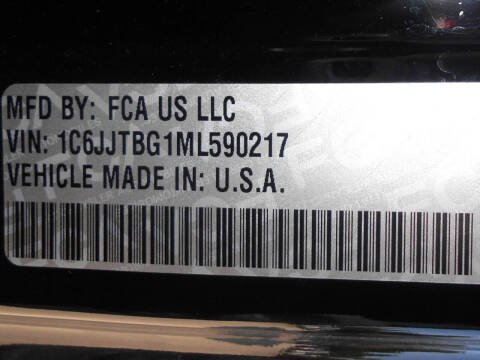 MFD BY: FCA US LLC
VIN: 1C6JJTBG1ML590217
VEHICLE MADE IN: U.S.A.